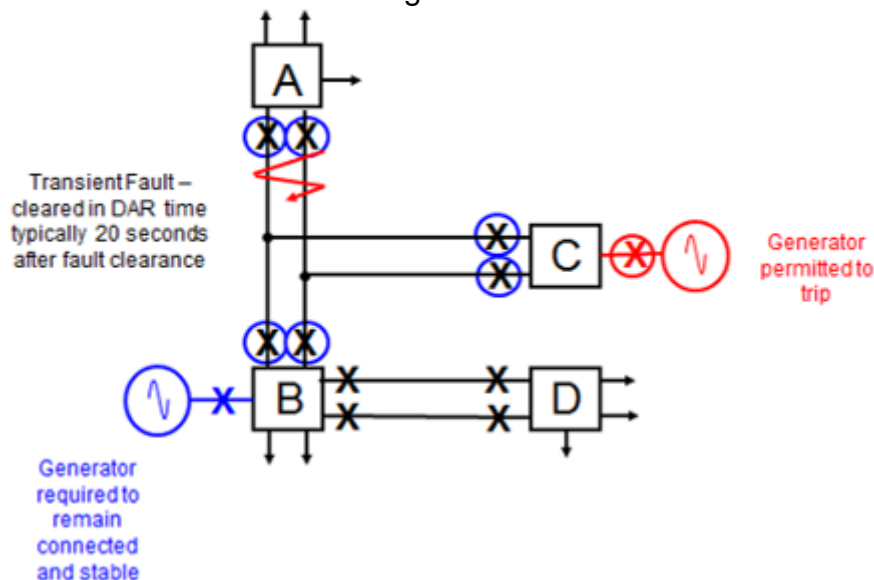 A
Transient Fault –
cleared in DAR time
typically 20 seconds
after fault clearance
X X
X
X
C
X
Generator
permitted to
trip
X X
X
B
X
X
X
X
D
Generator
required to
remain
connected
and stable